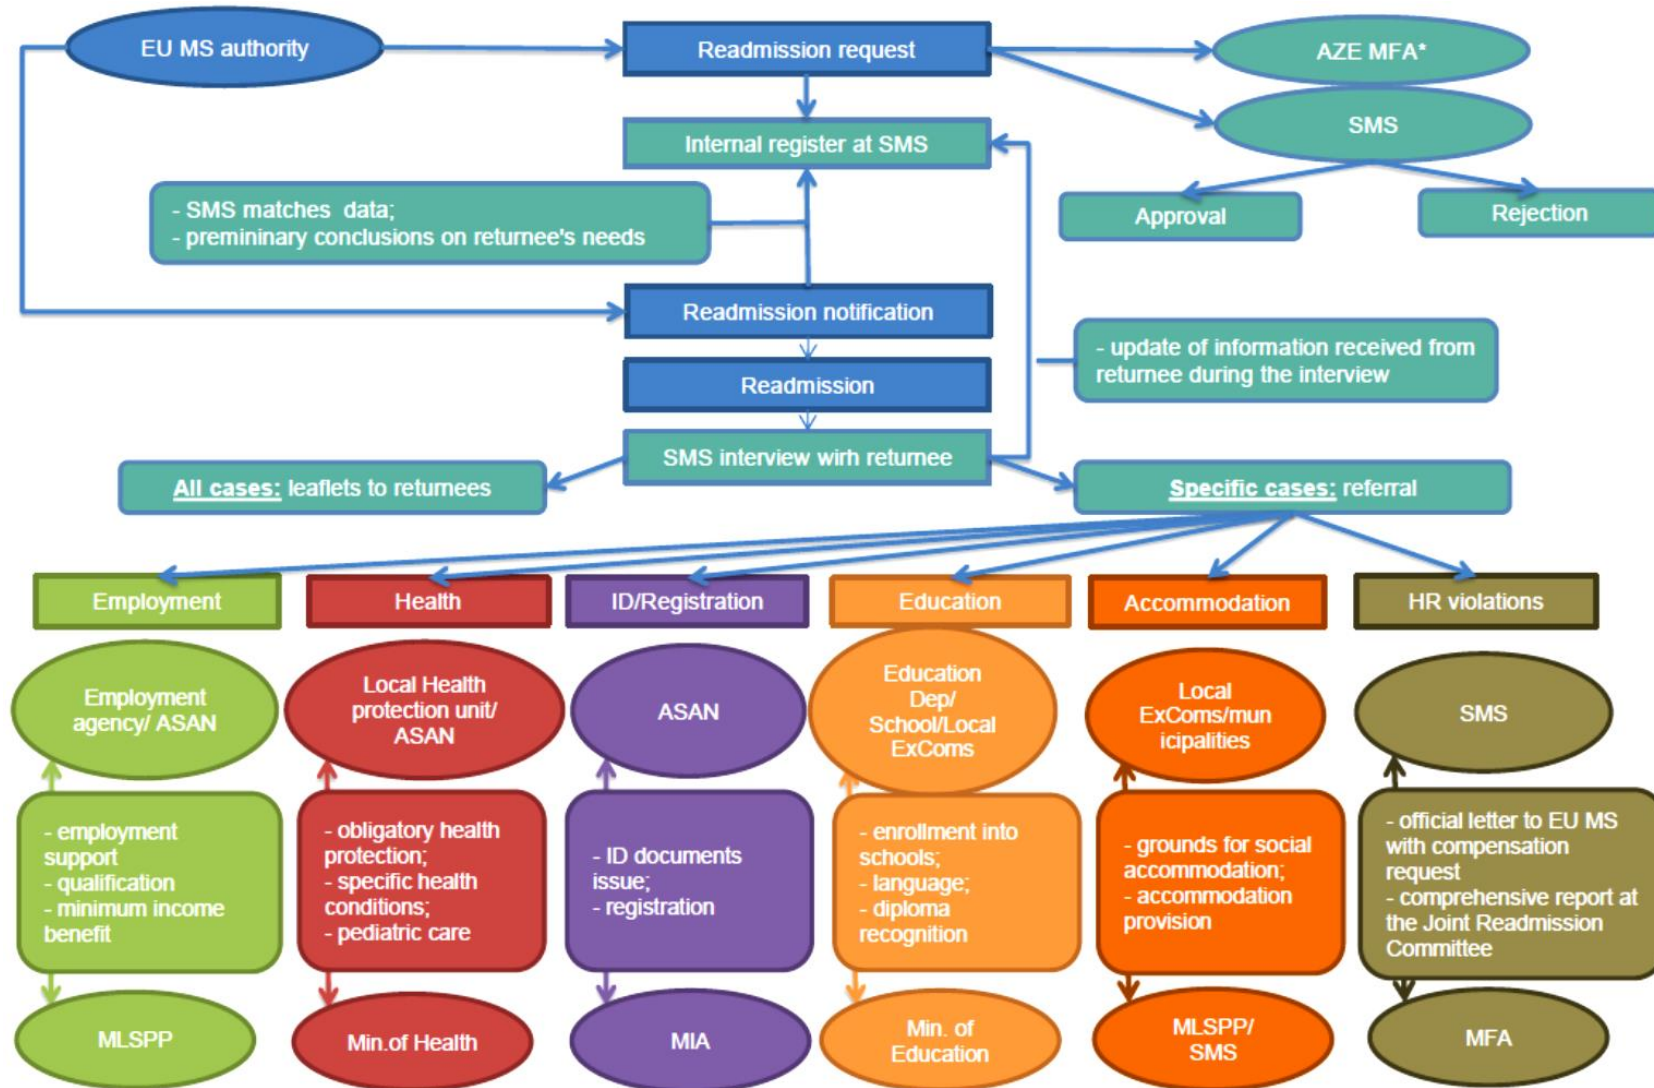 EU MS authority
Readmission request
AZE MFA*
SMS
Internal register at SMS
Approval
Rejection
- SMS matches data;
- premininary conclusions on returnee's needs
Readmission notification
- update of information received from
returnee during the interview
Readmission
SMS interview wirh returnee
All cases: leaflets to returnees
Specific cases: referral
Employment
Health
ID/Registration
Education
Accommodation
HR violations
Employment
agency/ ASAN
Local Health
protection unit/
ASAN
ASAN
Education
Dep/
School/Local
ExComs
Local
ExComs/mun
icipalities
SMS
- employment
support
- qualification
- minimum income
benefit
- obligatory health
protection;
- specific health
conditions;
- pediatric care
- ID documents
issue;
- registration
- enrollment into
schools;
- language;
- diploma
recognition
- grounds for social
accommodation;
- accommodation
provision
- official letter to EU MS
with compensation
request
- comprehensive report at
the Joint Readmission
Committee
MLSPP
Min.of Health
MIA
Min. of
Education
MLSPP/
SMS
MFA